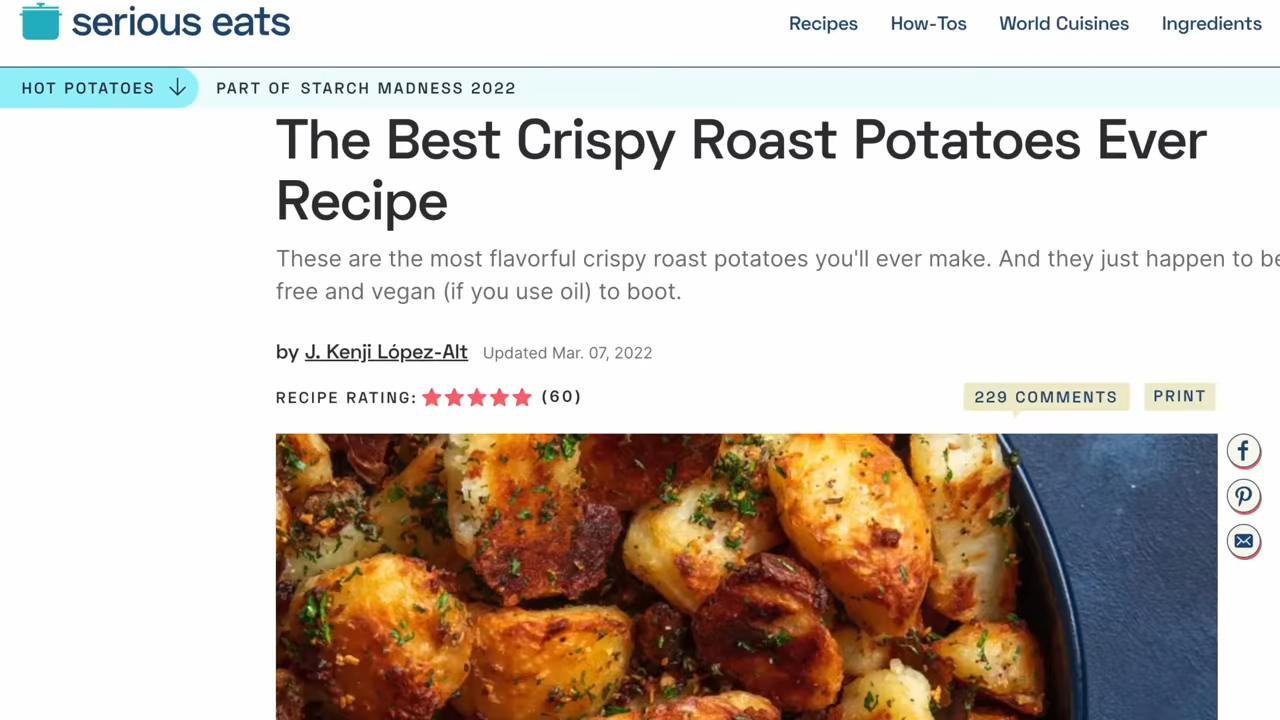 serious eats
Recipes How-Tos World Cuisines Ingredients
HOT POTATOES PART OF STARCH MADNESS 2022
The Best Crispy Roast Potatoes Ever
Recipe
These are the most flavorful crispy roast potatoes you'll ever make. And they just happen to be
free and vegan (if you use oil) to boot.
by J. Kenji López-Alt Updated Mar. 07, 2022
RECIPE RATING: (60)
229 COMMENTS PRINT